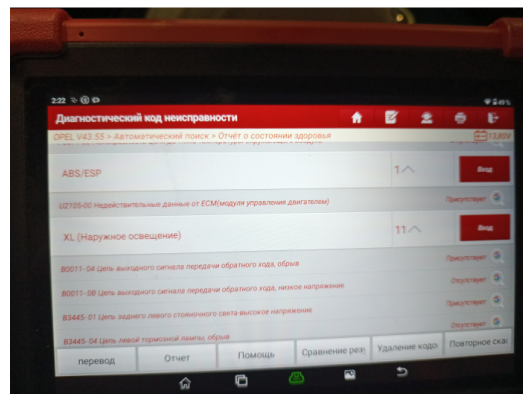 2:22
Диагностический код неисправности
OPEL V43.55 > Автоматический поиск > Отчёт о состоянии здоровья
13,80V
ABS/ESP
1
Вход
U2705-00 Недействительные данные от ECM(модуля управления двигателем)
Присутствует
XL (Наружное освещение)
11
Вход
B0011-04 Цепь выходного сигнала передачи обратного хода, обрыв
Присутствует
B0011-08 Цепь выходного сигнала передачи обратного хода, низкое напряжение
Отсутствует
B3445-01 Цепь заднего левого стояночного света-высокое напряжение
Присутствует
B3445-04 Цепь левой тормозной лампы, обрыв
Отсутствует
перевод
Отчет
Помощь
Сравнение рез
Удаление кодо
Повторное ска